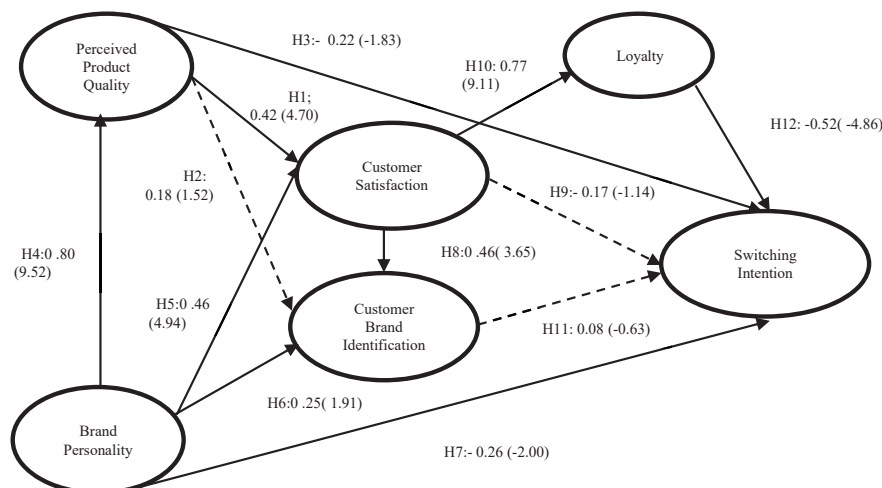 Perceived
Product
Quality
H3:- 0.22 (-1.83)
H10: 0.77
(9.11)
Loyalty
H1;
0.42 (4.70)
H12: -0.52( -4.86)
H2:
0.18 (1.52)
Customer
Satisfaction
H9:- 0.17 (-1.14)
H4:0 .80
(9.52)
H8:0.46( 3.65)
Switching
Intention
H5:0 .46
(4.94)
Customer
Brand
Identification
H11: 0.08 (-0.63)
H6:0 .25( 1.91)
Brand
Personality
H7:- 0.26 (-2.00)